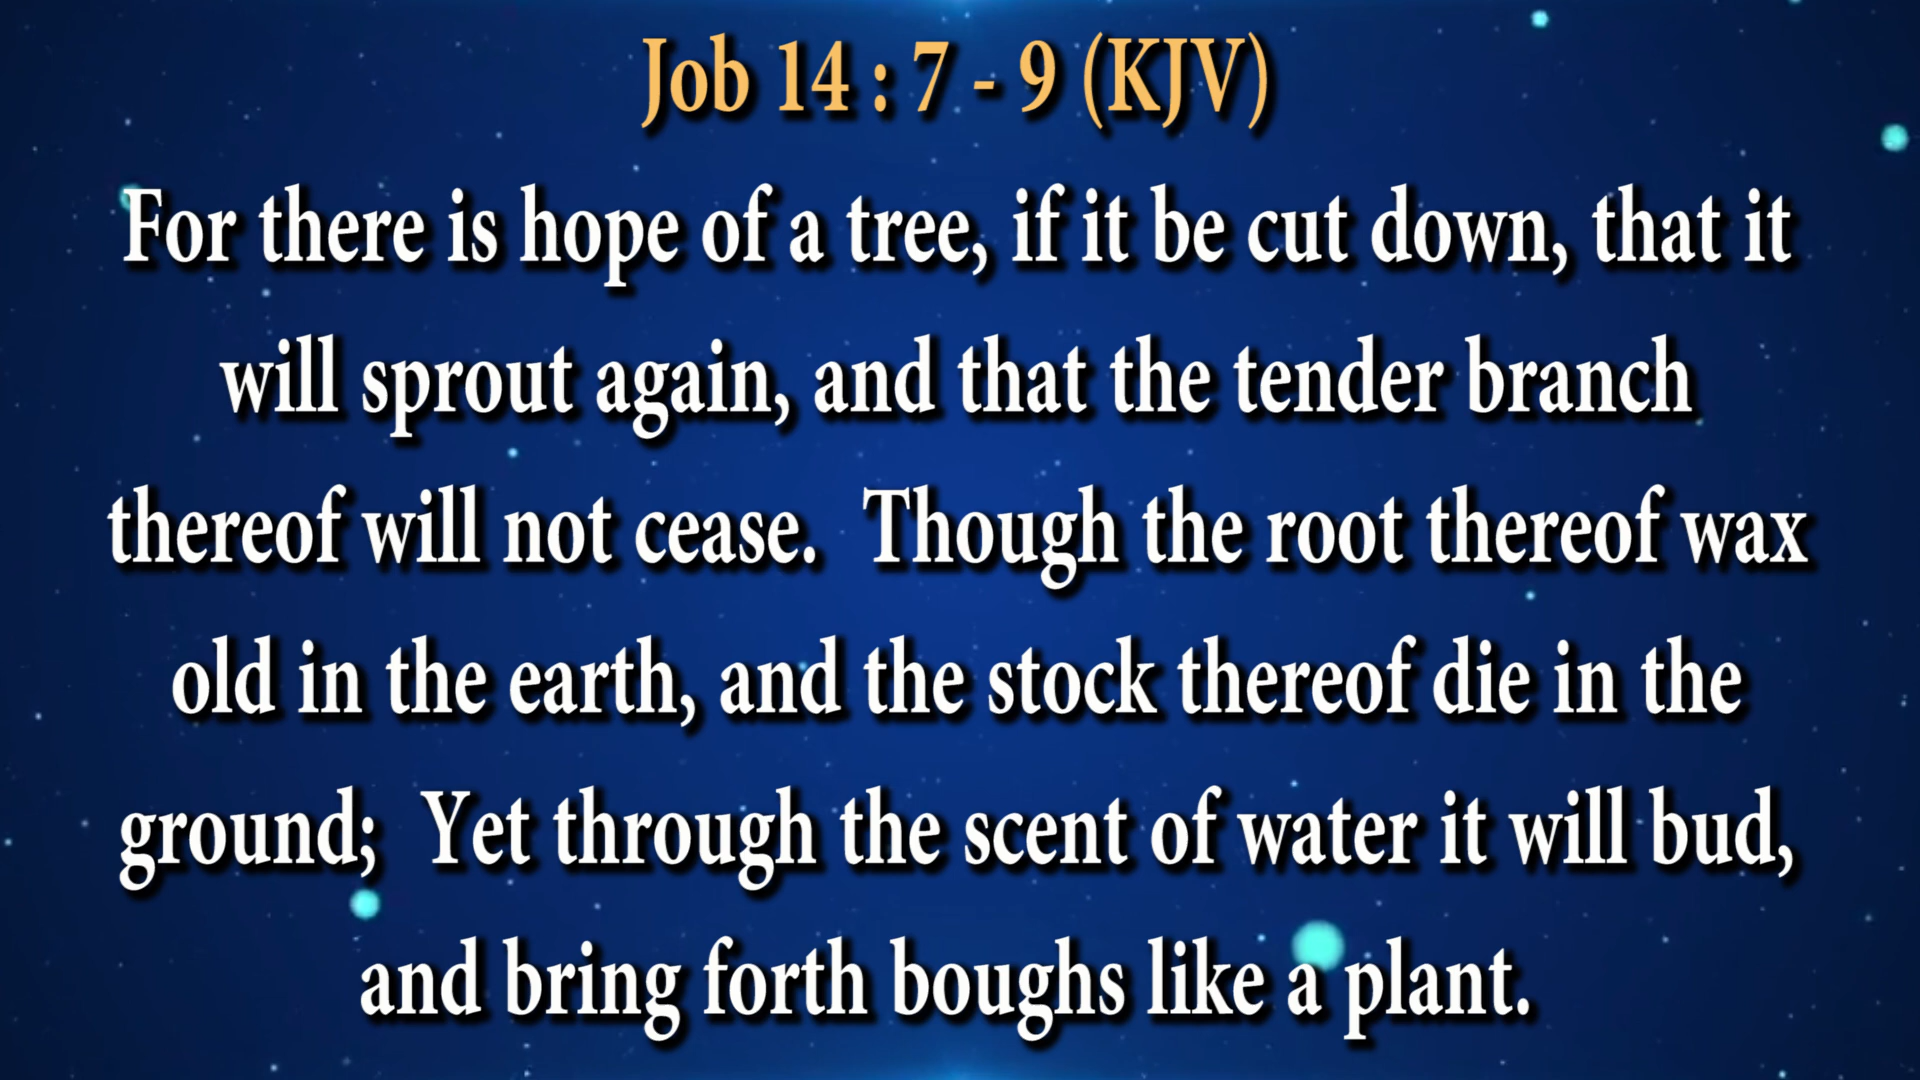 Job 14 : 7 - 9 (KJV)
For there is hope of a tree, if it be cut down, that it
will sprout again, and that the tender branch
thereof will not cease.  Though the root thereof wax
old in the earth, and the stock thereof die in the
ground;  Yet through the scent of water it will bud,
and bring forth boughs like a plant.